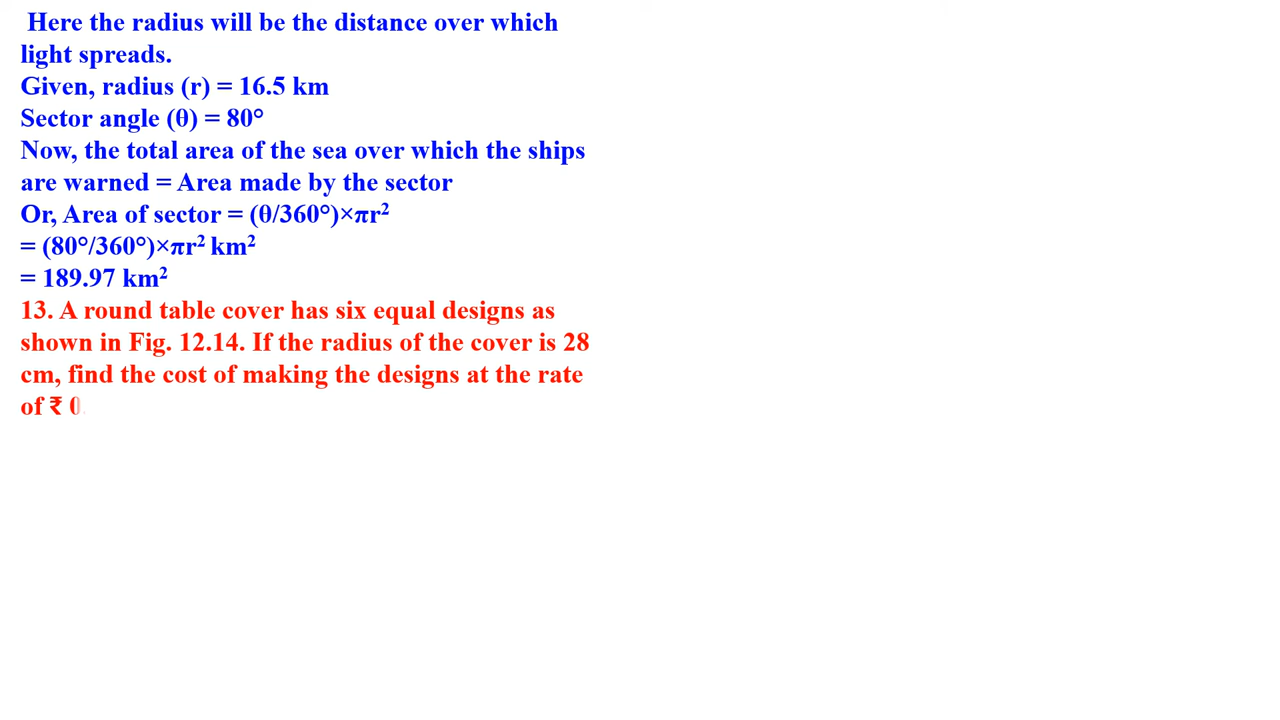 Here the radius will be the distance over which
light spreads.
Given, radius (r) = 16.5 km
Sector angle (θ) = 80°
Now, the total area of the sea over which the ships
are warned = Area made by the sector
Or, Area of sector = (θ/360°)×πr²
= (80°/360°)×πr² km²
= 189.97 km²
13. A round table cover has six equal designs as
shown in Fig. 12.14. If the radius of the cover is 28
cm, find the cost of making the designs at the rate
of ₹ 0